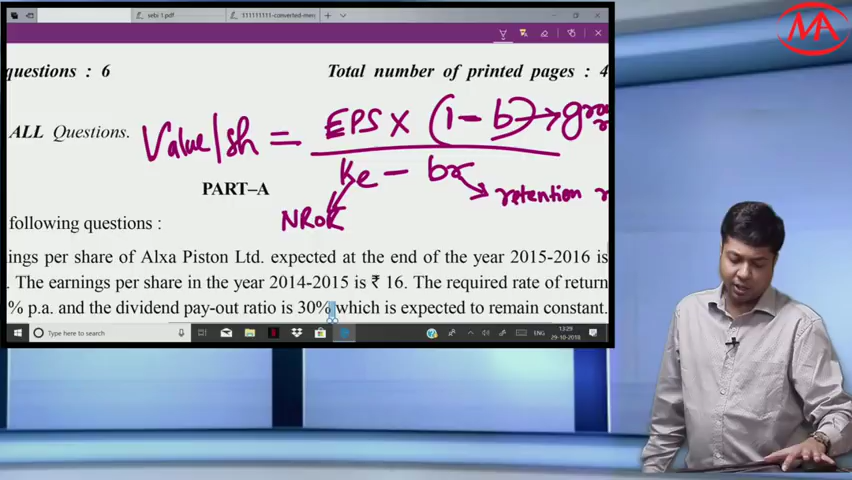 MA
sebi 1.pdf
111111111-converted-mer
questions : 6
Total number of printed pages : 4
ALL Questions.
Value/sh = EPS X (1 - b)
ke - br
retention
NROR
PART–A
following questions :
ings per share of Alxa Piston Ltd. expected at the end of the year 2015-2016 is
. The earnings per share in the year 2014-2015 is ₹ 16. The required rate of return
% p.a. and the dividend pay-out ratio is 30% which is expected to remain constant.
Type here to search
ENG
13:29
29-10-2018